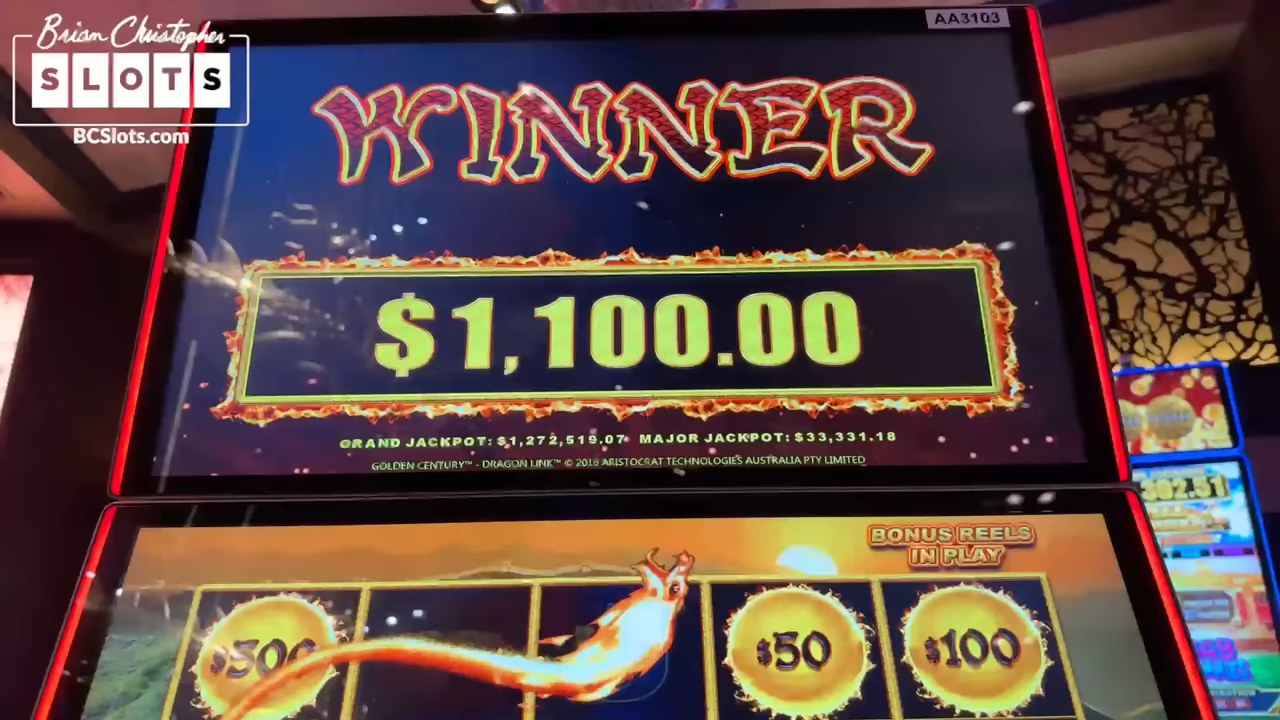 Brian Christopher
SLOTS
BCSlots.com
AA3103
WINNER
$1,100.00
GRAND JACKPOT: $1,272,519.07 MAJOR JACKPOT: $33,331.18
GOLDEN CENTURY™ - DRAGON LINK™ © 2018 ARISTOCRAT TECHNOLOGIES AUSTRALIA PTY LIMITED
BONUS REELS
IN PLAY
$500
$50
$100